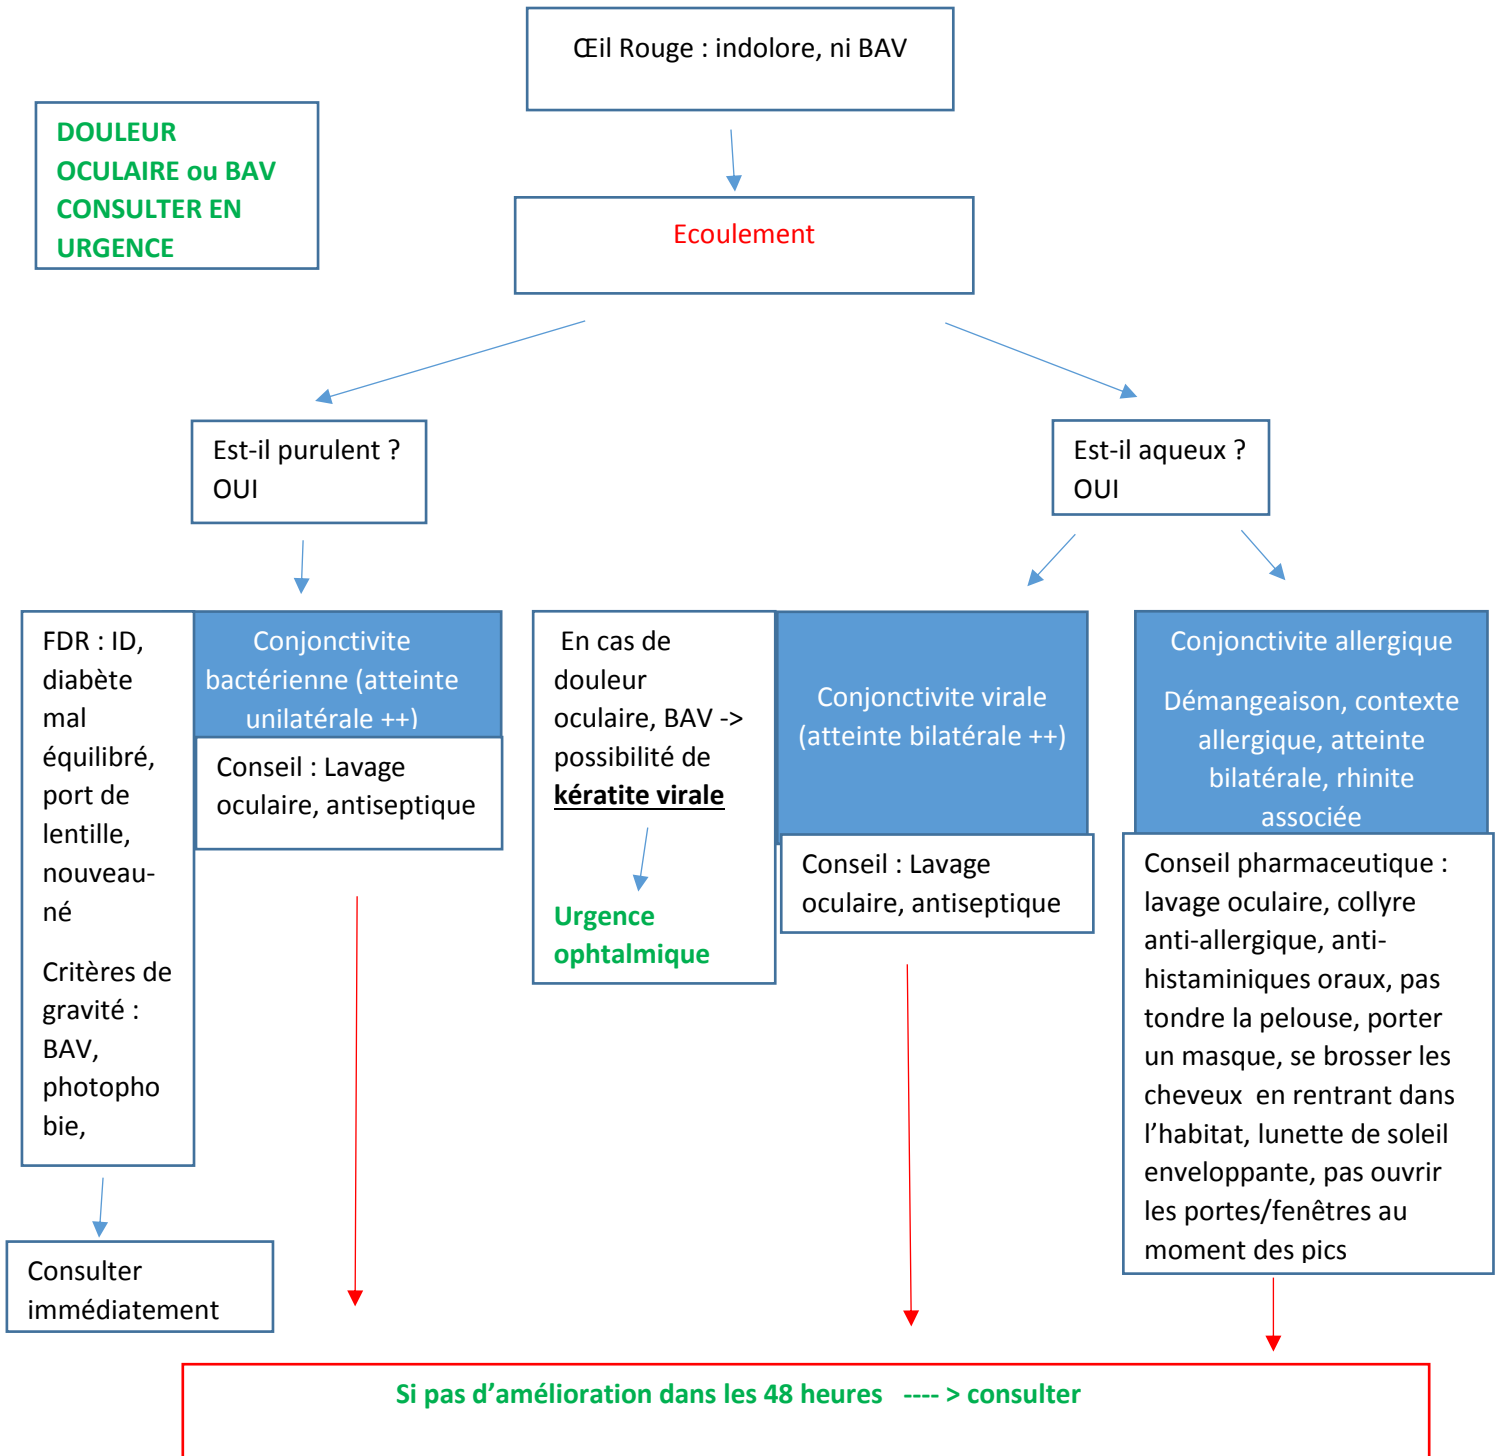 Œil Rouge : indolore, ni BAV
DOULEUR
OCULAIRE ou BAV
CONSULTER EN
URGENCE
Ecoulement
Est-il purulent ?
OUI
Est-il aqueux ?
OUI
FDR : ID,
diabète
mal
équilibré,
port de
lentille,
nouveau-
né
Critères de
gravité :
BAV,
photopho
bie,
Consulter
immédiatement
Conjonctivite
bactérienne (atteinte
unilatérale ++)
Conseil : Lavage
oculaire, antiseptique
En cas de
douleur
oculaire, BAV ->
possibilité de
kératite virale
Urgence
ophtalmique
Conjonctivite virale
(atteinte bilatérale ++)
Conseil : Lavage
oculaire, antiseptique
Conjonctivite allergique
Démangeaison, contexte
allergique, atteinte
bilatérale, rhinite
associée
Conseil pharmaceutique :
lavage oculaire, collyre
anti-allergique, anti-
histaminiques oraux, pas
tondre la pelouse, porter
un masque, se brosser les
cheveux  en rentrant dans
l’habitat, lunette de soleil
enveloppante, pas ouvrir
les portes/fenêtres au
moment des pics
Si pas d’amélioration dans les 48 heures   ---- > consulter